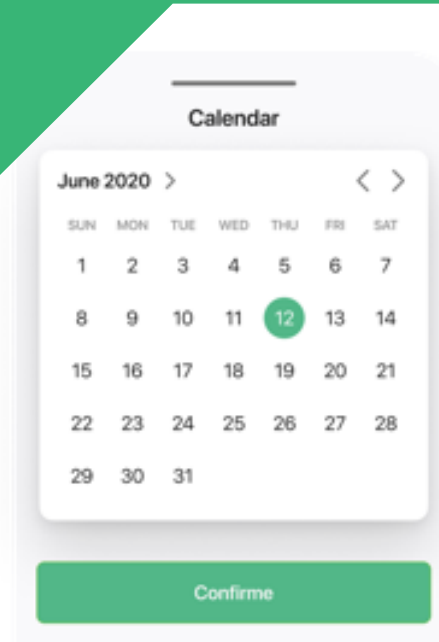 Calendar
June 2020 >
SUN MON TUE WED THU FRI SAT
1 2 3 4 5 6 7
8 9 10 11 12 13 14
15 16 17 18 19 20 21
22 23 24 25 26 27 28
29 30 31
Confirme